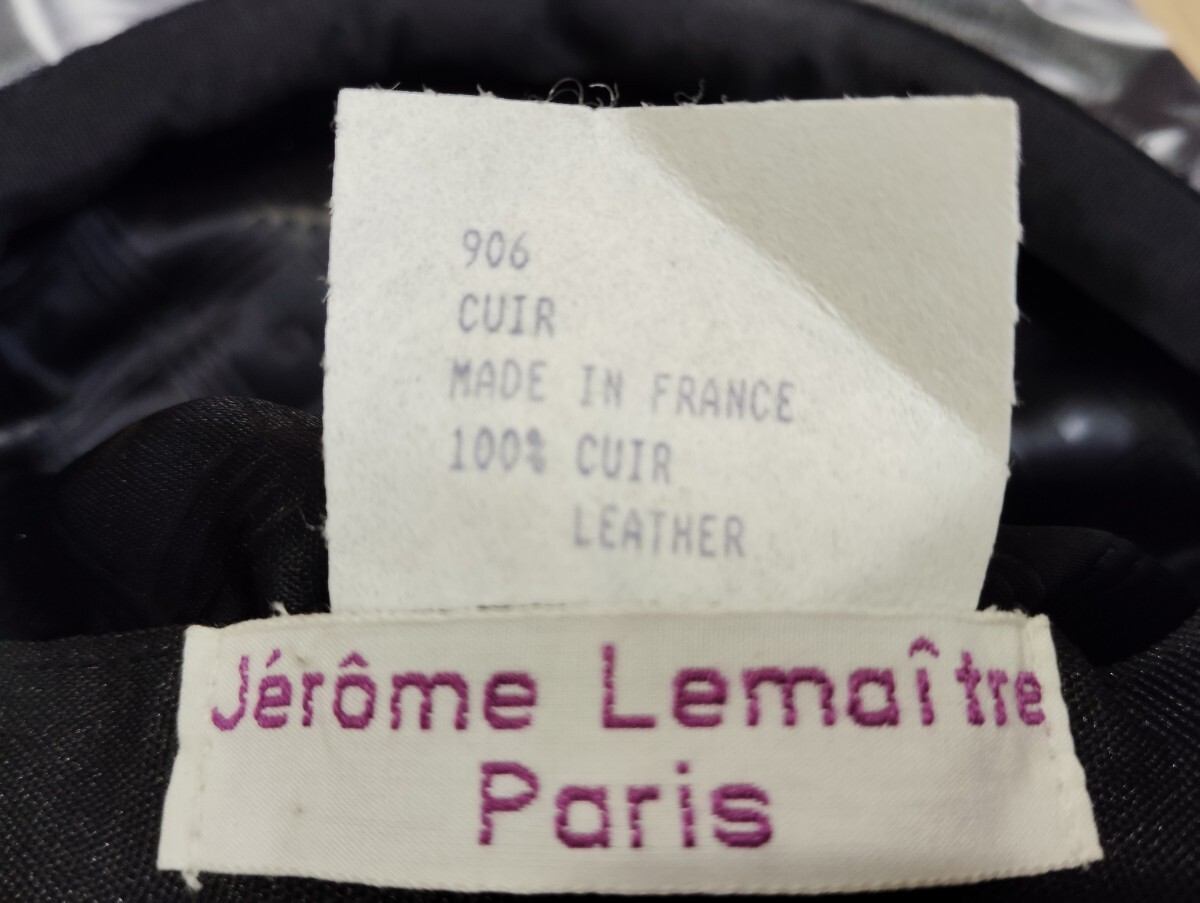 906
CUIR
MADE IN FRANCE
100% CUIR
LEATHER
Jérôme Lemaître
Paris